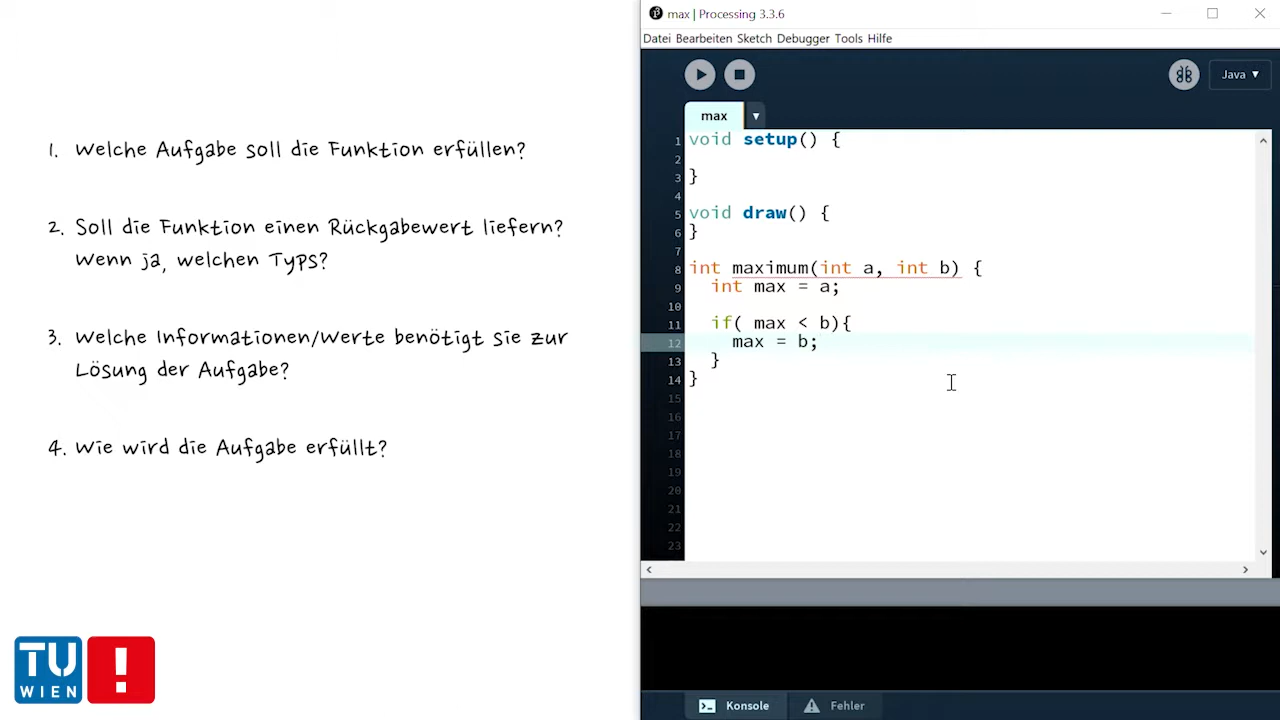 1. Welche Aufgabe soll die Funktion erfüllen?
2. Soll die Funktion einen Rückgabewert liefern?
Wenn ja, welchen Typs?
3. Welche Informationen/Werte benötigt sie zur
Lösung der Aufgabe?
4. Wie wird die Aufgabe erfüllt?
TU
WIEN
!
max | Processing 3.3.6
Datei Bearbeiten Sketch Debugger Tools Hilfe
Java ▼
max ▼
1 void setup() {
2
3 }
4
5 void draw() {
6 }
7
8 int maximum(int a, int b) {
9 int max = a;
10
11 if( max < b){
12 max = b;
13 }
14 }
15
16
17
18
19
20
21
22
23
Konsole
Fehler